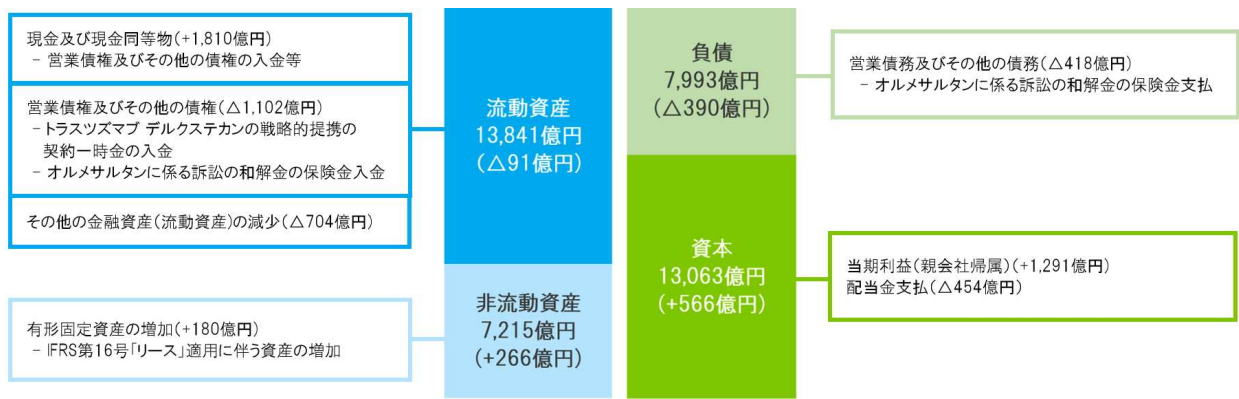 現金及び現金同等物(+1,810億円)
- 営業債権及びその他の債権の入金等
営業債権及びその他の債権(△1,102億円)
- トラスツズマブ デルクステカンの戦略的提携の
契約一時金の入金
- オルメサルタンに係る訴訟の和解金の保険金入金
その他の金融資産(流動資産)の減少(△704億円)
有形固定資産の増加(+180億円)
- IFRS第16号「リース」適用に伴う資産の増加
流動資産
13,841億円
(△91億円)
非流動資産
7,215億円
(+266億円)
負債
7,993億円
(△390億円)
資本
13,063億円
(+566億円)
営業債務及びその他の債務(△418億円)
- オルメサルタンに係る訴訟の和解金の保険金支払
当期利益(親会社帰属)(+1,291億円)
配当金支払(△454億円)